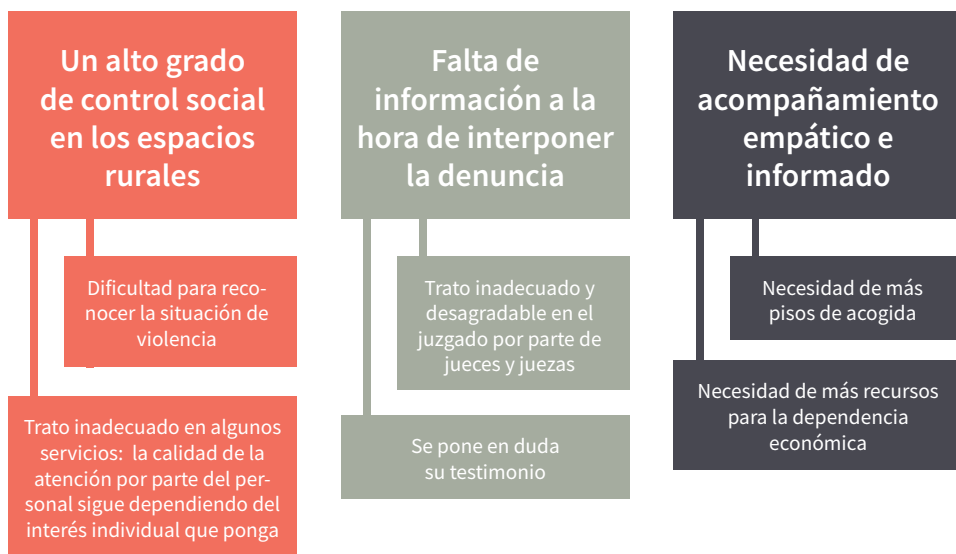 Un alto grado
de control social
en los espacios
rurales
Dificultad para reco-
nocer la situación de
violencia
Trato inadecuado en algunos
servicios: la calidad de la
atención por parte del per-
sonal sigue dependiendo del
interés individual que ponga
Falta de
información a la
hora de interponer
la denuncia
Trato inadecuado y
desagradable en el
juzgado por parte de
jueces y juezas
Se pone en duda
su testimonio
Necesidad de
acompañamiento
empático e
informado
Necesidad de más
pisos de acogida
Necesidad de más recursos
para la dependencia
económica